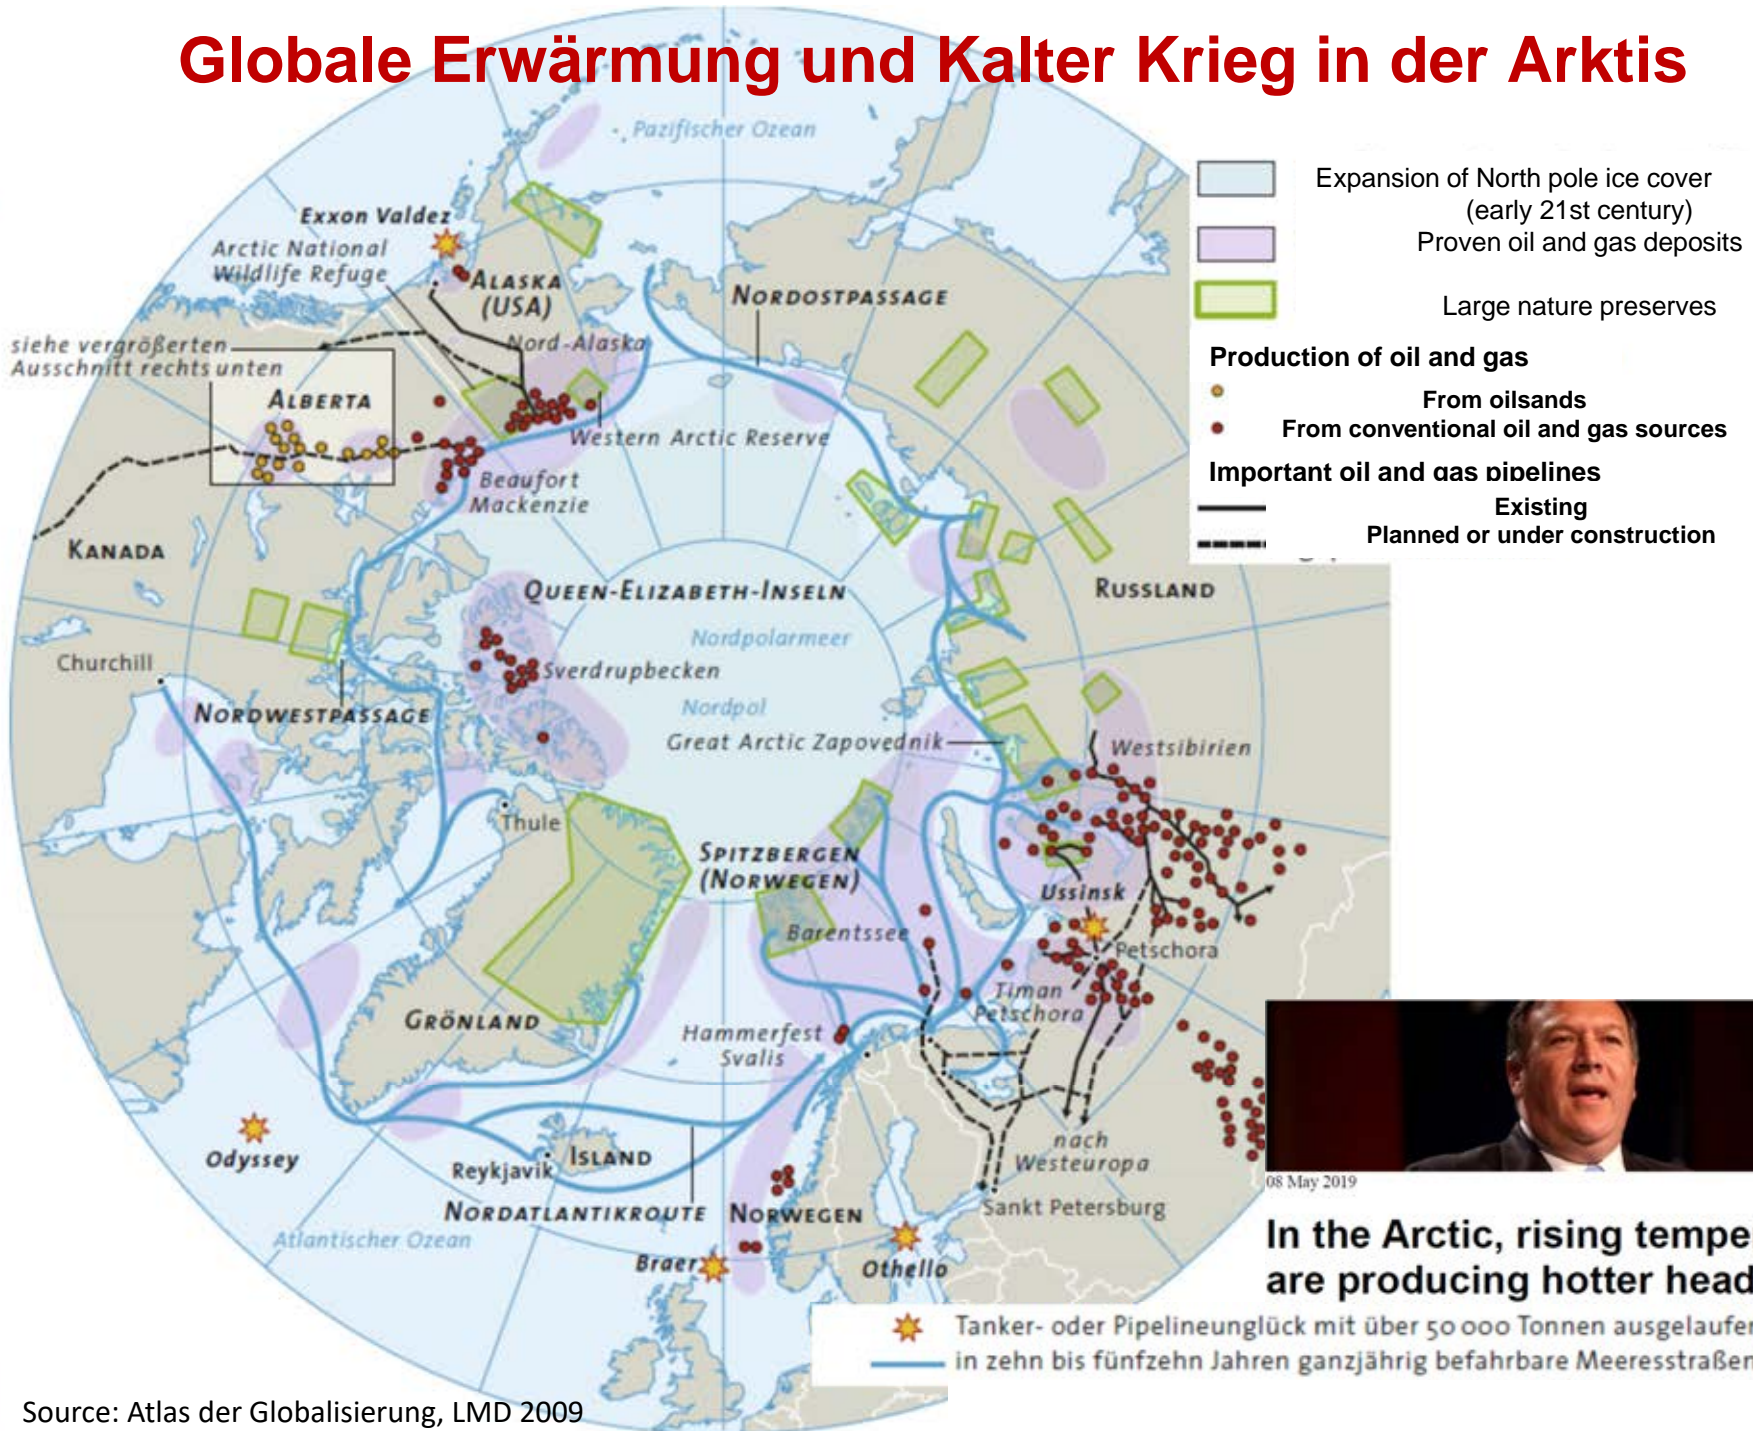 Globale Erwärmung und Kalter Krieg in der Arktis
Pazifischer Ozean
Expansion of North pole ice cover
(early 21st century)
Proven oil and gas deposits
Large nature preserves
Production of oil and gas
From oilsands
From conventional oil and gas sources
Important oil and gas pipelines
Existing
Planned or under construction
Exxon Valdez
Arctic National
Wildlife Refuge
ALASKA
(USA)
NORDOSTPASSAGE
Nord-Alaska
siehe vergrößerten
Ausschnitt rechts unten
ALBERTA
Western Arctic Reserve
Beaufort
Mackenzie
KANADA
QUEEN-ELIZABETH-INSELN
RUSSLAND
Nordpolarmeer
Churchill
Sverdrupbecken
Nordpol
NORDWESTPASSAGE
Great Arctic Zapovednik
Westsibirien
Thule
SPITZBERGEN
(NORWEGEN)
Ussinsk
Barentssee
Petschora
Timan
Petschora
GRÖNLAND
Hammerfest
Svalis
nach
Westeuropa
Odyssey
Reykjavik
ISLAND
Sankt Petersburg
NORDATLANTIKROUTE
NORWEGEN
Atlantischer Ozean
Braer
Othello
08 May 2019
In the Arctic, rising tempe
are producing hotter head
Tanker- oder Pipelineunglück mit über 50 000 Tonnen ausgelaufen
in zehn bis fünfzehn Jahren ganzjährig befahrbare Meeresstraßen
Source: Atlas der Globalisierung, LMD 2009